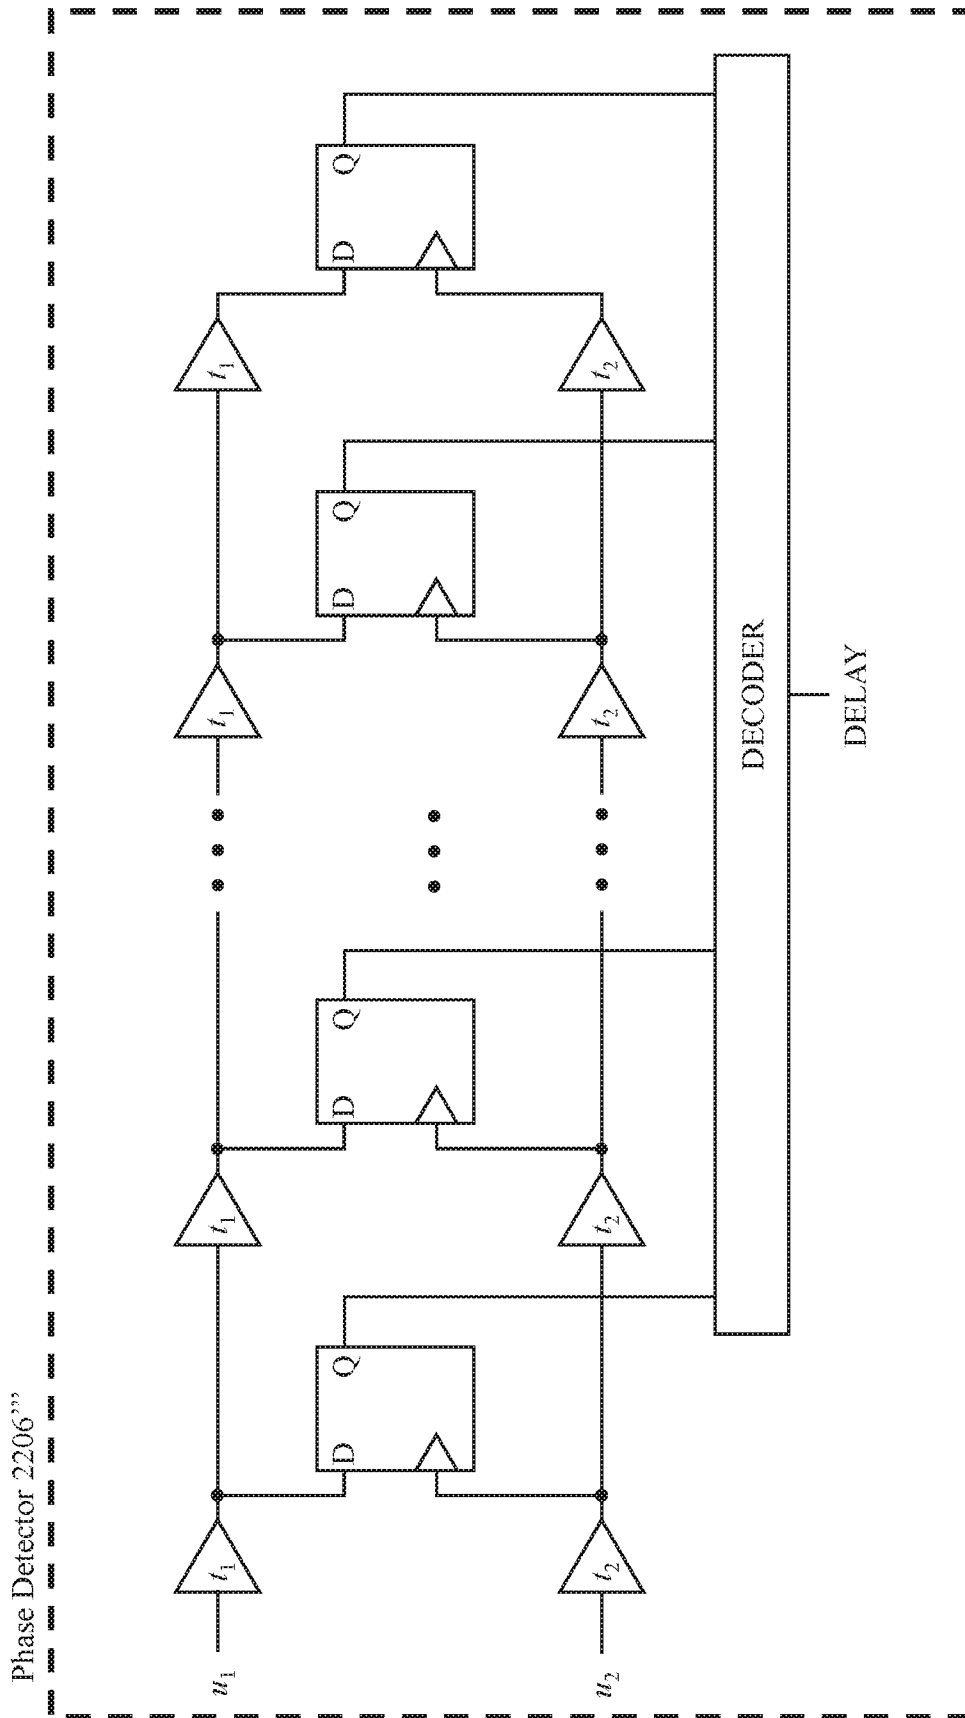 Phase Detector 2206”’’
u₁ t₁ t₁ t₁ t₁
D Q D Q D Q D Q
u₂ t₂ t₂ t₂ t₂
DECODER
DELAY